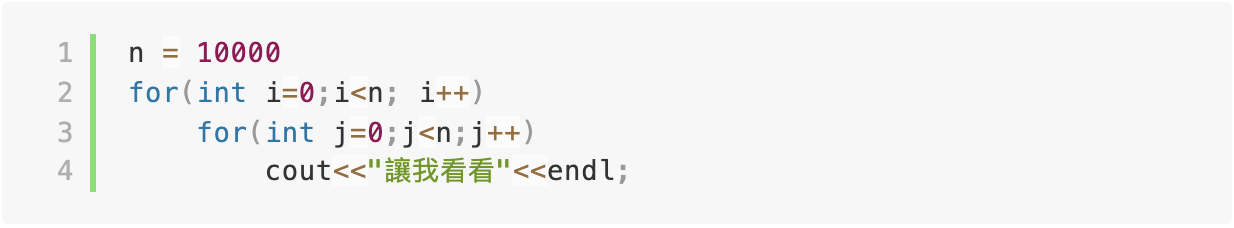 1 n = 10000
2 for(int i=0;i<n; i++)
3     for(int j=0;j<n;j++)
4         cout<<"讓我看看"<<endl;